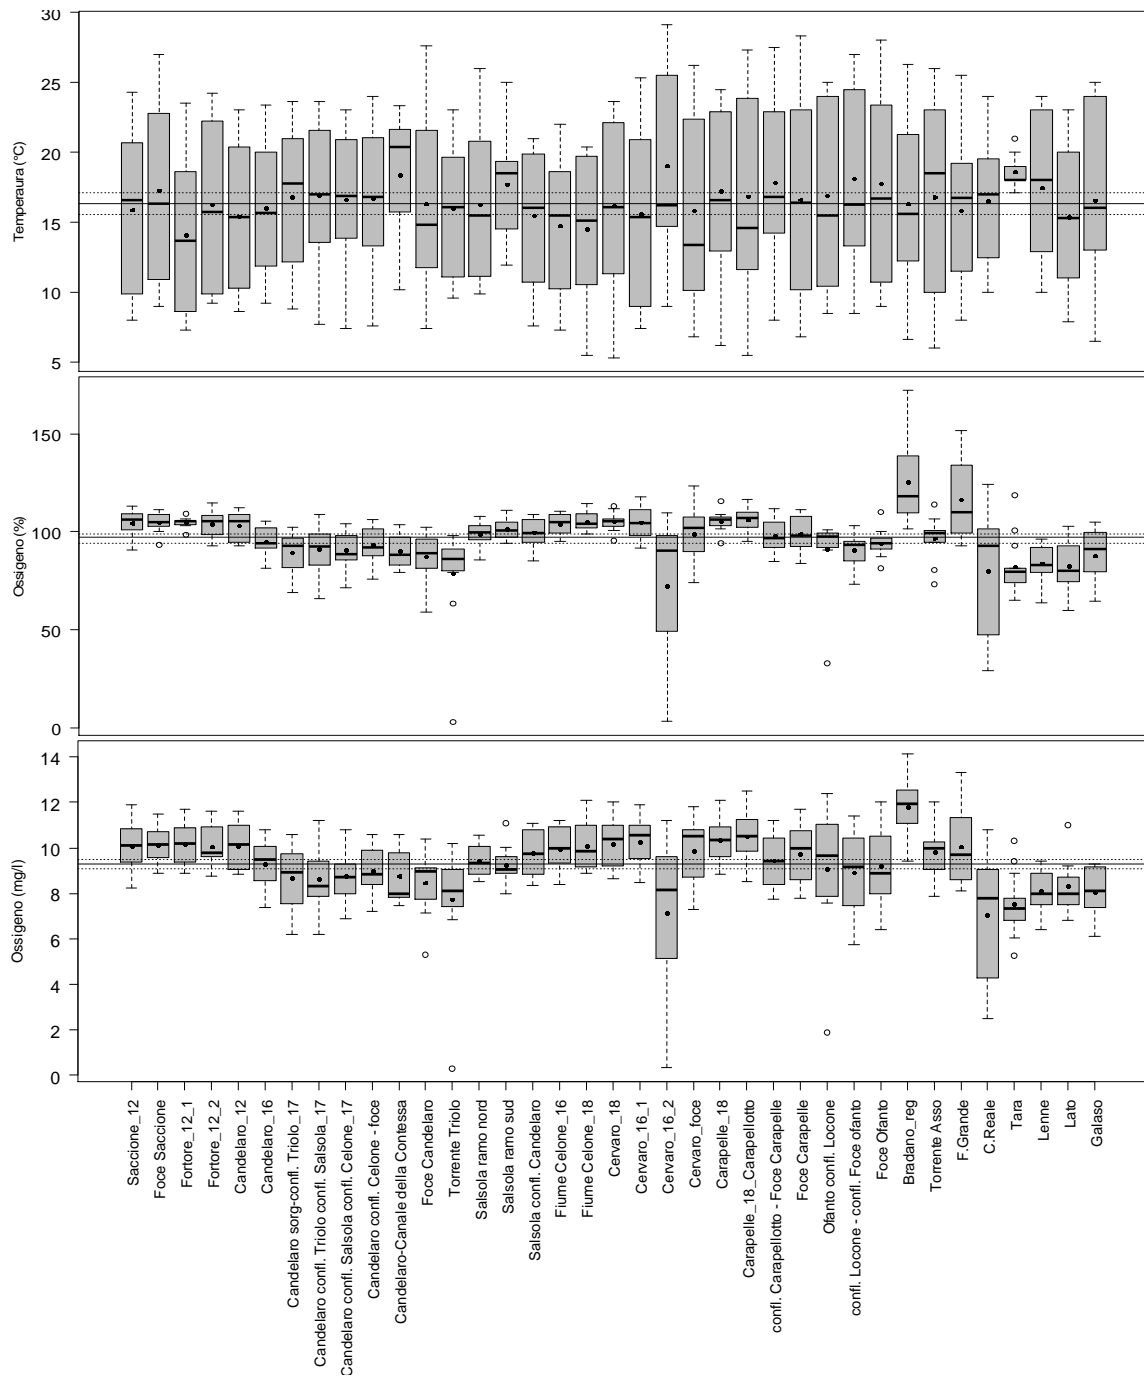 30
25
20
15
10
5
Temperaura (°C)
150
100
50
0
Ossigeno (%)
14
12
10
8
6
4
2
0
Ossigeno (mg/l)
Saccione_12
Foce Saccione
Fortore_12_1
Fortore_12_2
Candelaro_12
Candelaro_16
Candelaro sorg-confl. Triolo_17
Candelaro confl. Triolo confl. Salsola_17
Candelaro confl. Salsola confl. Celone_17
Candelaro confl. Celone - foce
Candelaro-Canale della Contessa
Foce Candelaro
Torrente Triolo
Salsola ramo nord
Salsola ramo sud
Salsola confl. Candelaro
Fiume Celone_16
Fiume Celone_18
Cervaro_18
Cervaro_16_1
Cervaro_16_2
Cervaro_foce
Carapelle_18
Carapelle_18_Carapellotto
confl. Carapellotto - Foce Carapelle
Foce Carapelle
Ofanto confl. Locone
confl. Locone - confl. Foce ofanto
Foce Ofanto
Bradano_reg
Torrente Asso
F.Grande
C.Reale
Tara
Lenne
Lato
Galaso